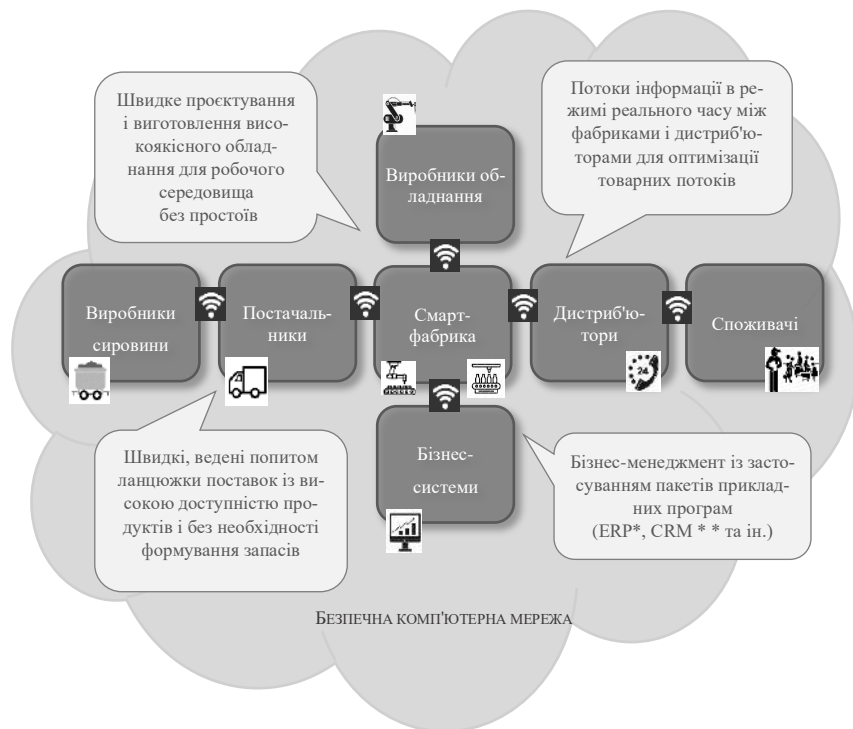 Швидке проєктування
і виготовлення висо-
коякісного облад-
нання для робочого
середовища
без простоїв
Потоки інформації в ре-
жимі реального часу між
фабриками і дистриб'ю-
торами для оптимізації
товарних потоків
Виробники об-
ладнання
Виробники
сировини
Постачаль-
ники
Смарт-
фабрика
Дистриб'ю-
тори
Споживачі
24
Швидкі, ведені попитом
ланцюжки поставок із ви-
сокою доступністю про-
дуктів і без необхідності
формування запасів
Бізнес-
системи
Бізнес-менеджмент із засто-
суванням пакетів приклад-
них програм
(ERP*, CRM * * та ін.)
БЕЗПЕЧНА КОМП'ЮТЕРНА МЕРЕЖА